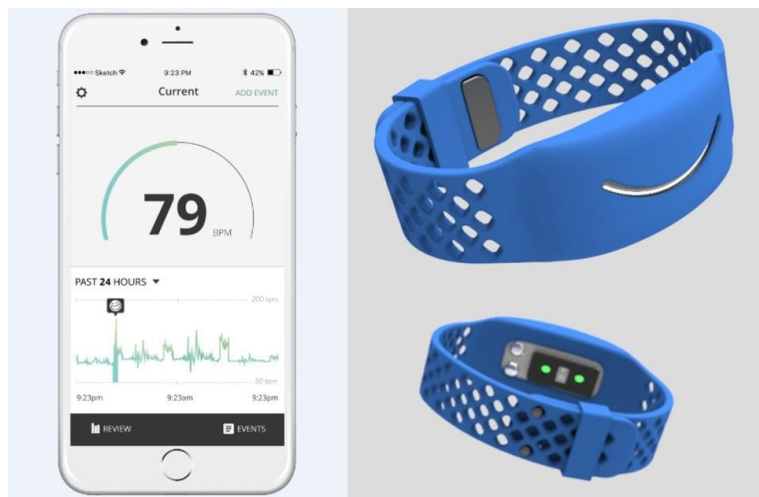 Sketch 9:23 PM 42%
Current ADD EVENT
79 BPM
PAST 24 HOURS
200 bpm
50 bpm
9:23pm 9:23am 9:23pm
REVIEW EVENTS